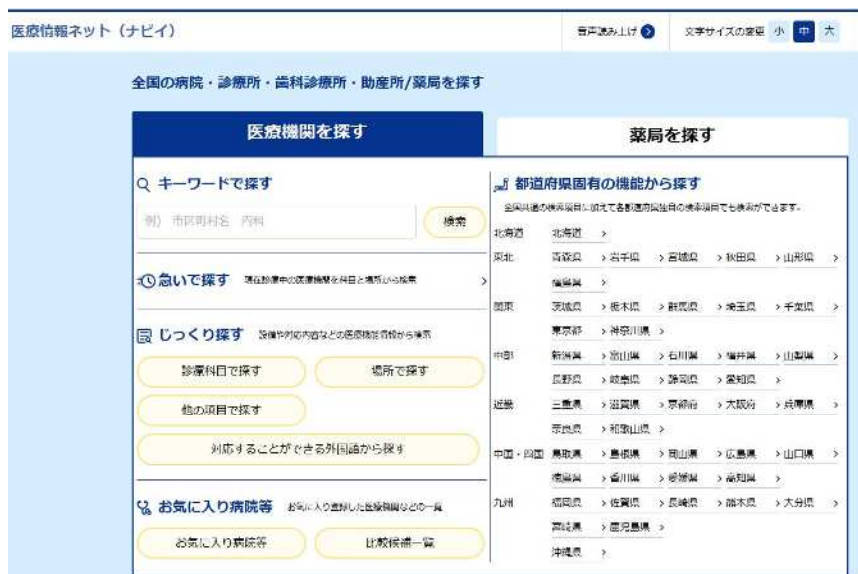 医療情報ネット（ナビイ）
音声読み上げ
文字サイズの変更 小 中 大
全国の病院・診療所・歯科診療所・助産所/薬局を探す
医療機関を探す
薬局を探す
キーワードで探す
例) 市区町村名 内科
検索
急いで探す 現在診療中の医療機関を科目と場所から検索
じっくり探す 設備や対応内容などの医療機能情報から検索
診療科目で探す
場所で探す
他の項目で探す
対応することができる外国語から探す
お気に入り病院等 お気に入り登録した医療機関などの一覧
お気に入り病院等
比較候補一覧
都道府県固有の機能から探す
全国共通の検索項目に加えて各都道府県独自の検索項目でも検索ができます。
北海道 北海道
東北 青森県 岩手県 宮城県 秋田県 山形県
福島県
関東 茨城県 栃木県 群馬県 埼玉県 千葉県
東京都 神奈川県
中部 新潟県 富山県 石川県 福井県 山梨県
長野県 岐阜県 静岡県 愛知県
近畿 三重県 滋賀県 京都府 大阪府 兵庫県
奈良県 和歌山県
中国・四国 鳥取県 島根県 岡山県 広島県 山口県
徳島県 香川県 愛媛県 高知県
九州 福岡県 佐賀県 長崎県 熊本県 大分県
宮崎県 鹿児島県
沖縄県